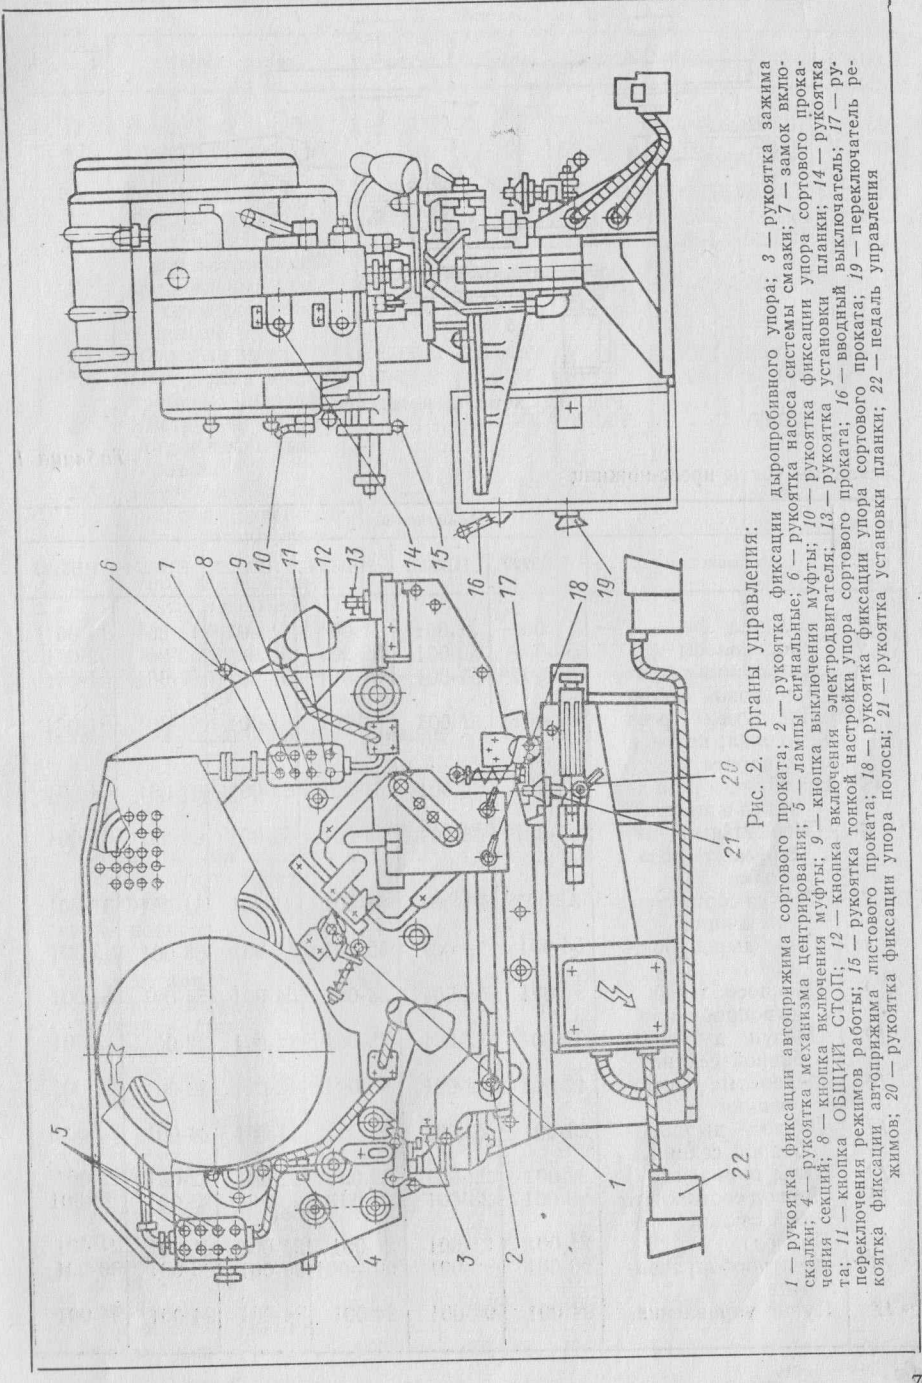 5
6
7
8
9
10
11
12
13
14
15
16
17
18
19
20
21
22
1
2
3
4
Рис. 2. Органы управления:
1 — рукоятка фиксации автоприжима сортового проката; 2 — рукоятка фиксации дыропробивного упора; 3 — рукоятка зажима
скалки; 4 — рукоятка механизма центрирования; 5 — лампы сигнальные; 6 — рукоятка насоса системы смазки; 7 — замок вклю-
чения секций; 8 — кнопка включения муфты; 9 — кнопка выключения муфты; 10 — рукоятка фиксации упора сортового прока-
та; 11 — кнопка ОБЩИЙ СТОП; 12 — кнопка включения электродвигателя; 13 — рукоятка установки планки; 14 — рукоятка
переключения режимов работы; 15 — рукоятка тонкой настройки упора сортового проката; 16 — вводный выключатель; 17 — ру-
коятка фиксации автоприжима листового проката; 18 — рукоятка фиксации упора сортового проката; 19 — переключатель ре-
жимов; 20 — рукоятка фиксации упора полосы; 21 — рукоятка установки планки; 22 — педаль управления